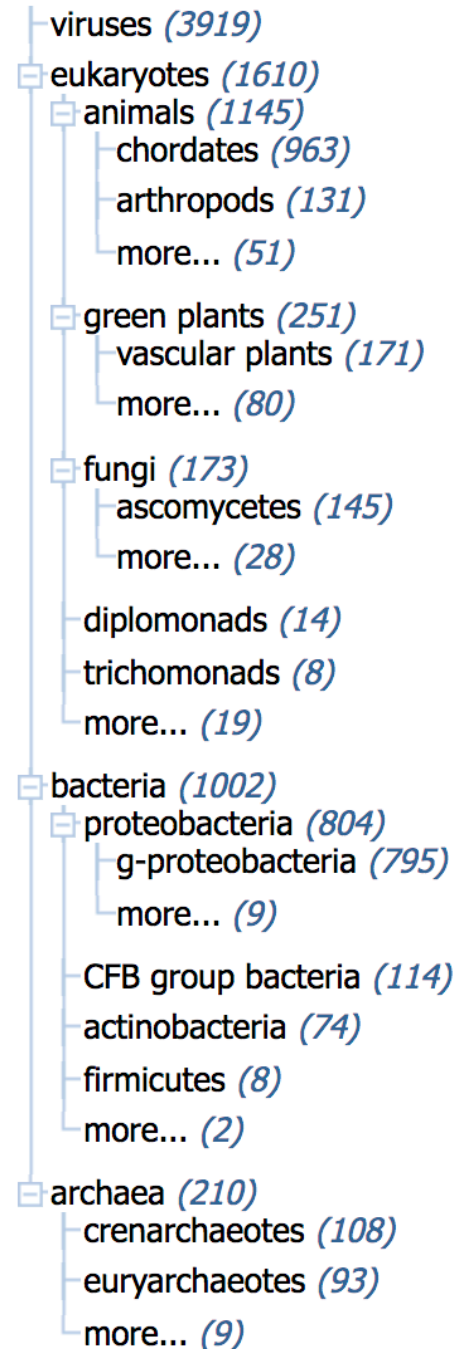 viruses (3919)
eukaryotes (1610)
animals (1145)
chordates (963)
arthropods (131)
more... (51)
green plants (251)
vascular plants (171)
more... (80)
fungi (173)
ascomycetes (145)
more... (28)
diplomonads (14)
trichomonads (8)
more... (19)
bacteria (1002)
proteobacteria (804)
g-proteobacteria (795)
more... (9)
CFB group bacteria (114)
actinobacteria (74)
firmicutes (8)
more... (2)
archaea (210)
crenarchaeotes (108)
euryarchaeotes (93)
more... (9)